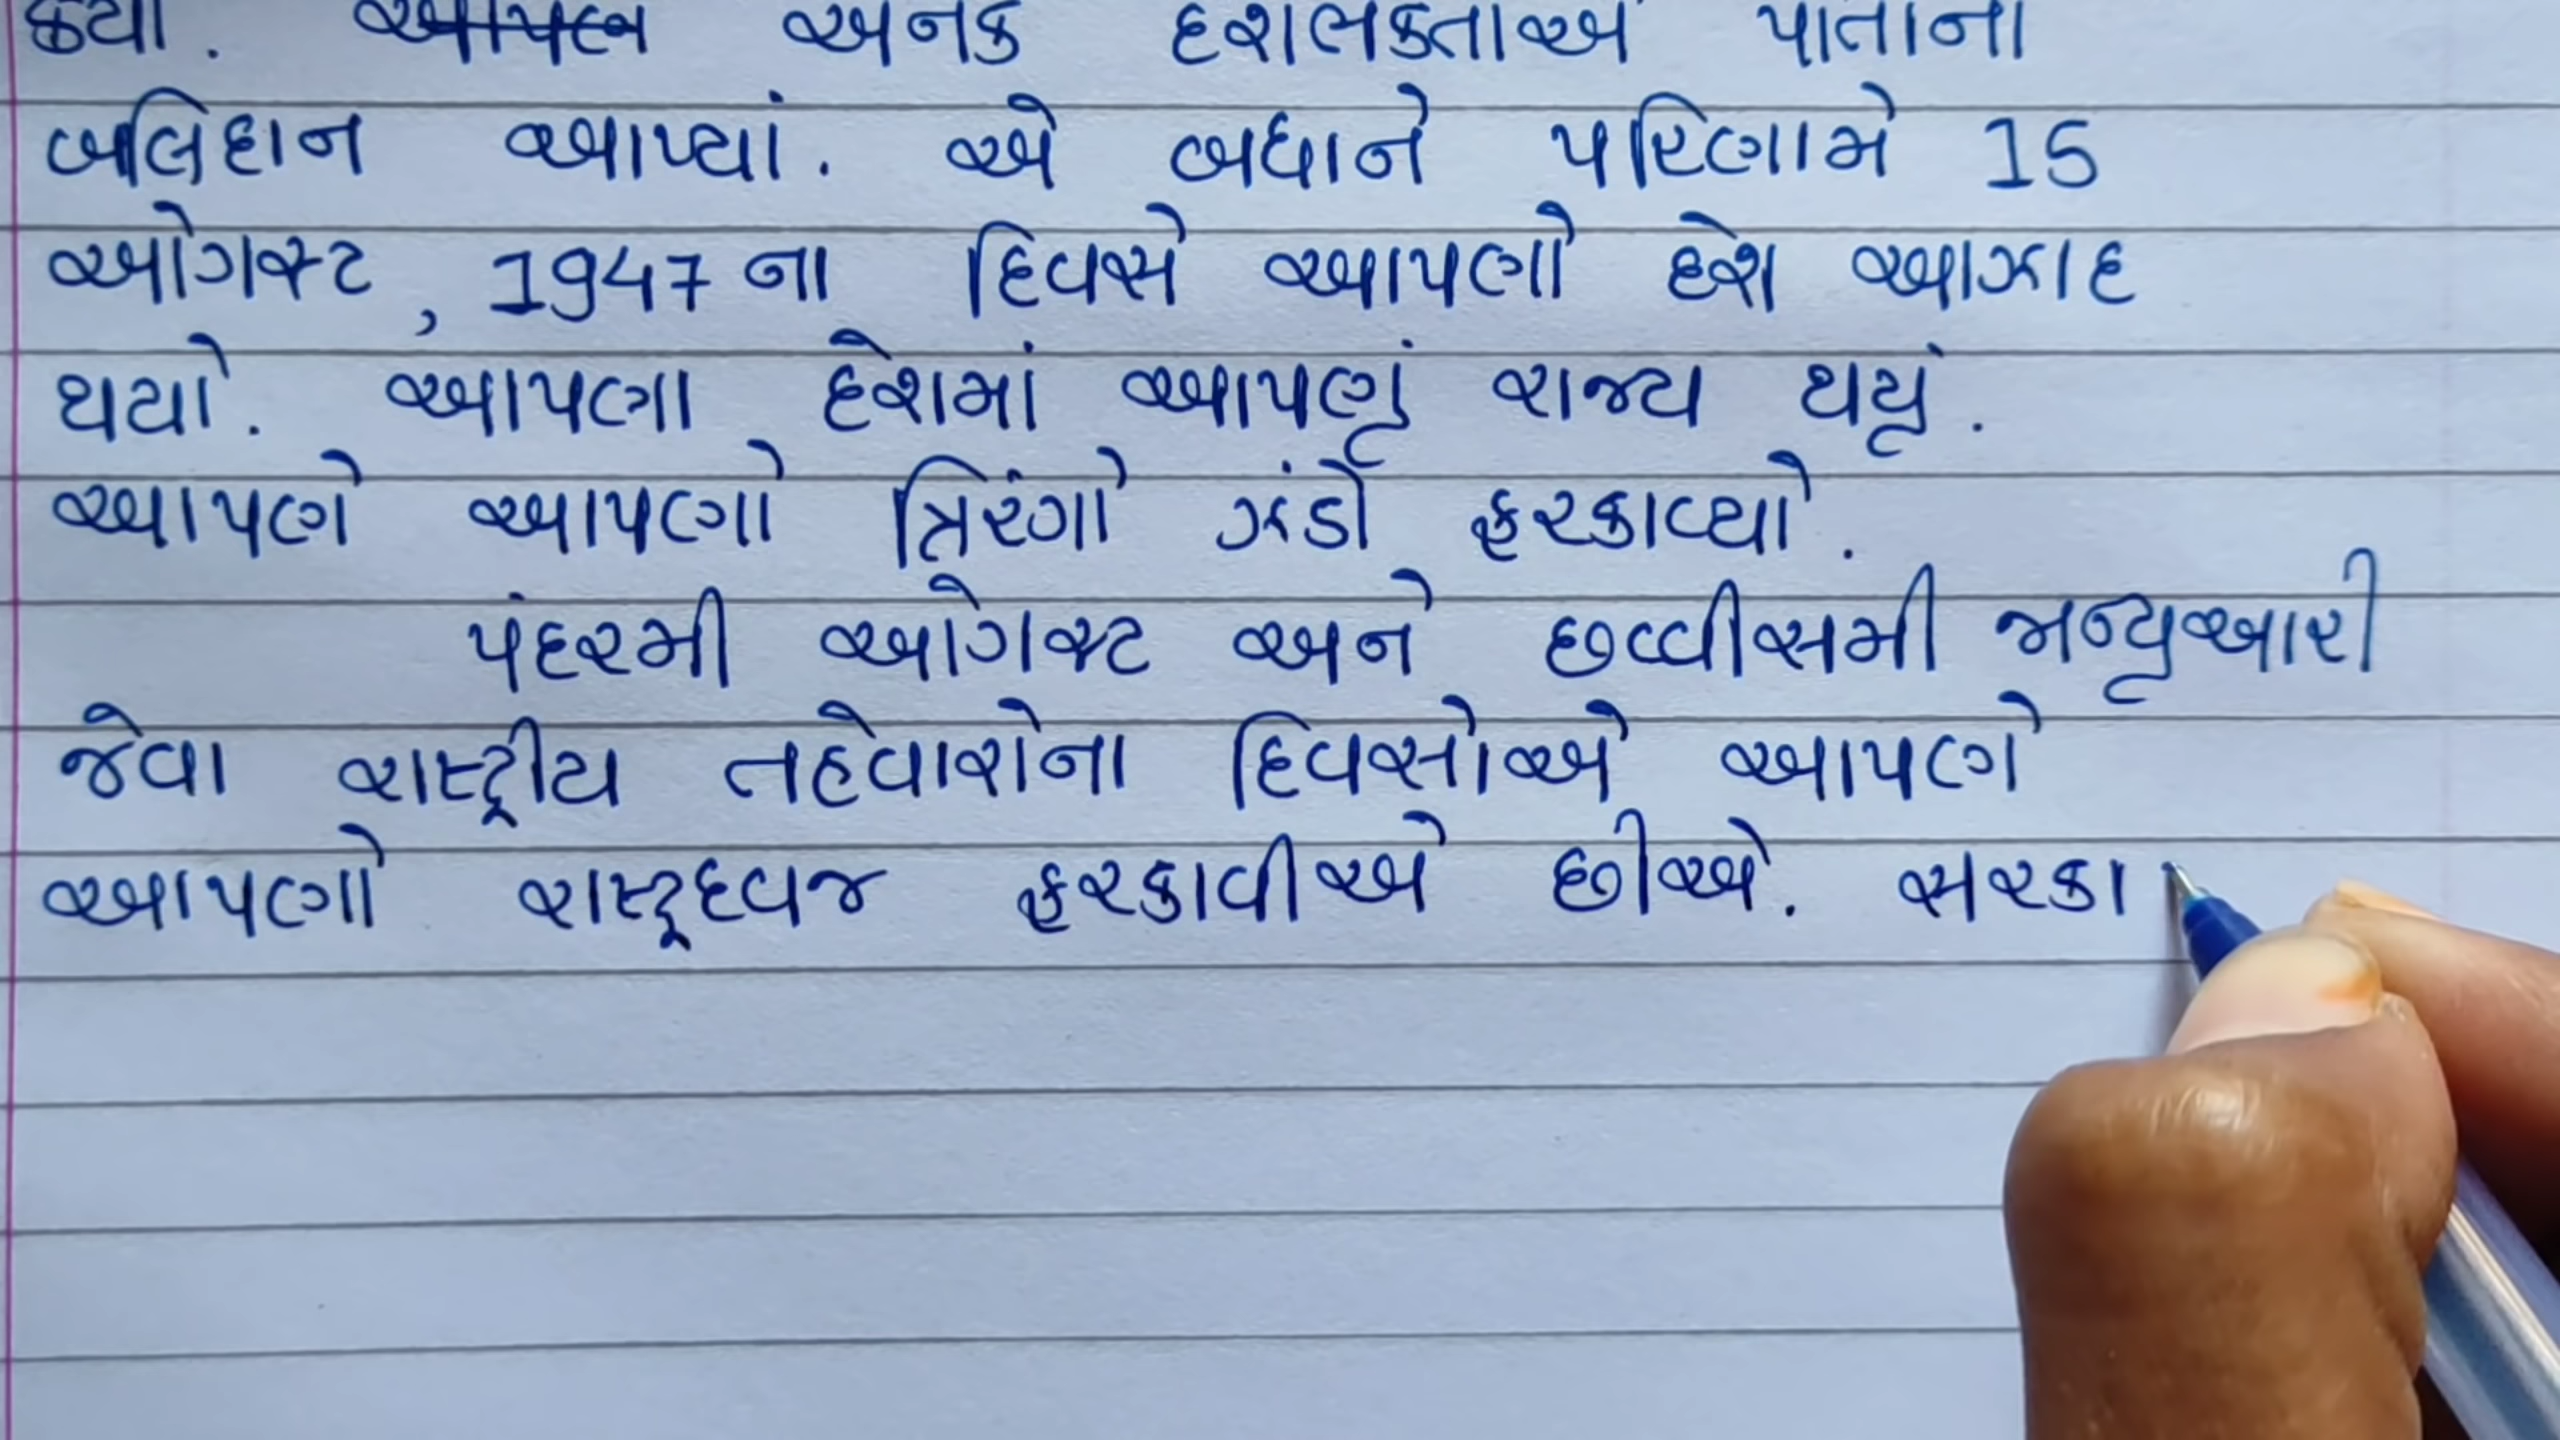 કર્યો. અનેક દેશભક્તોએ પોતાના
બલિદાન આપ્યાં. એ બધાને પરિણામે 15
ઓગસ્ટ, 1947ના દિવસે આપણો દેશ આઝાદ
થયો. આપણા દેશમાં આપણું રાજ્ય થયું.
આપણે આપણો ત્રિરંગો ઝંડો ફરકાવ્યો.
પંદરમી ઓગસ્ટ અને છવ્વીસમી જાન્યુઆરી
જેવા રાષ્ટ્રીય તહેવારોના દિવસોએ આપણે
આપણો રાષ્ટ્રધ્વજ ફરકાવીએ છીએ. સરકા